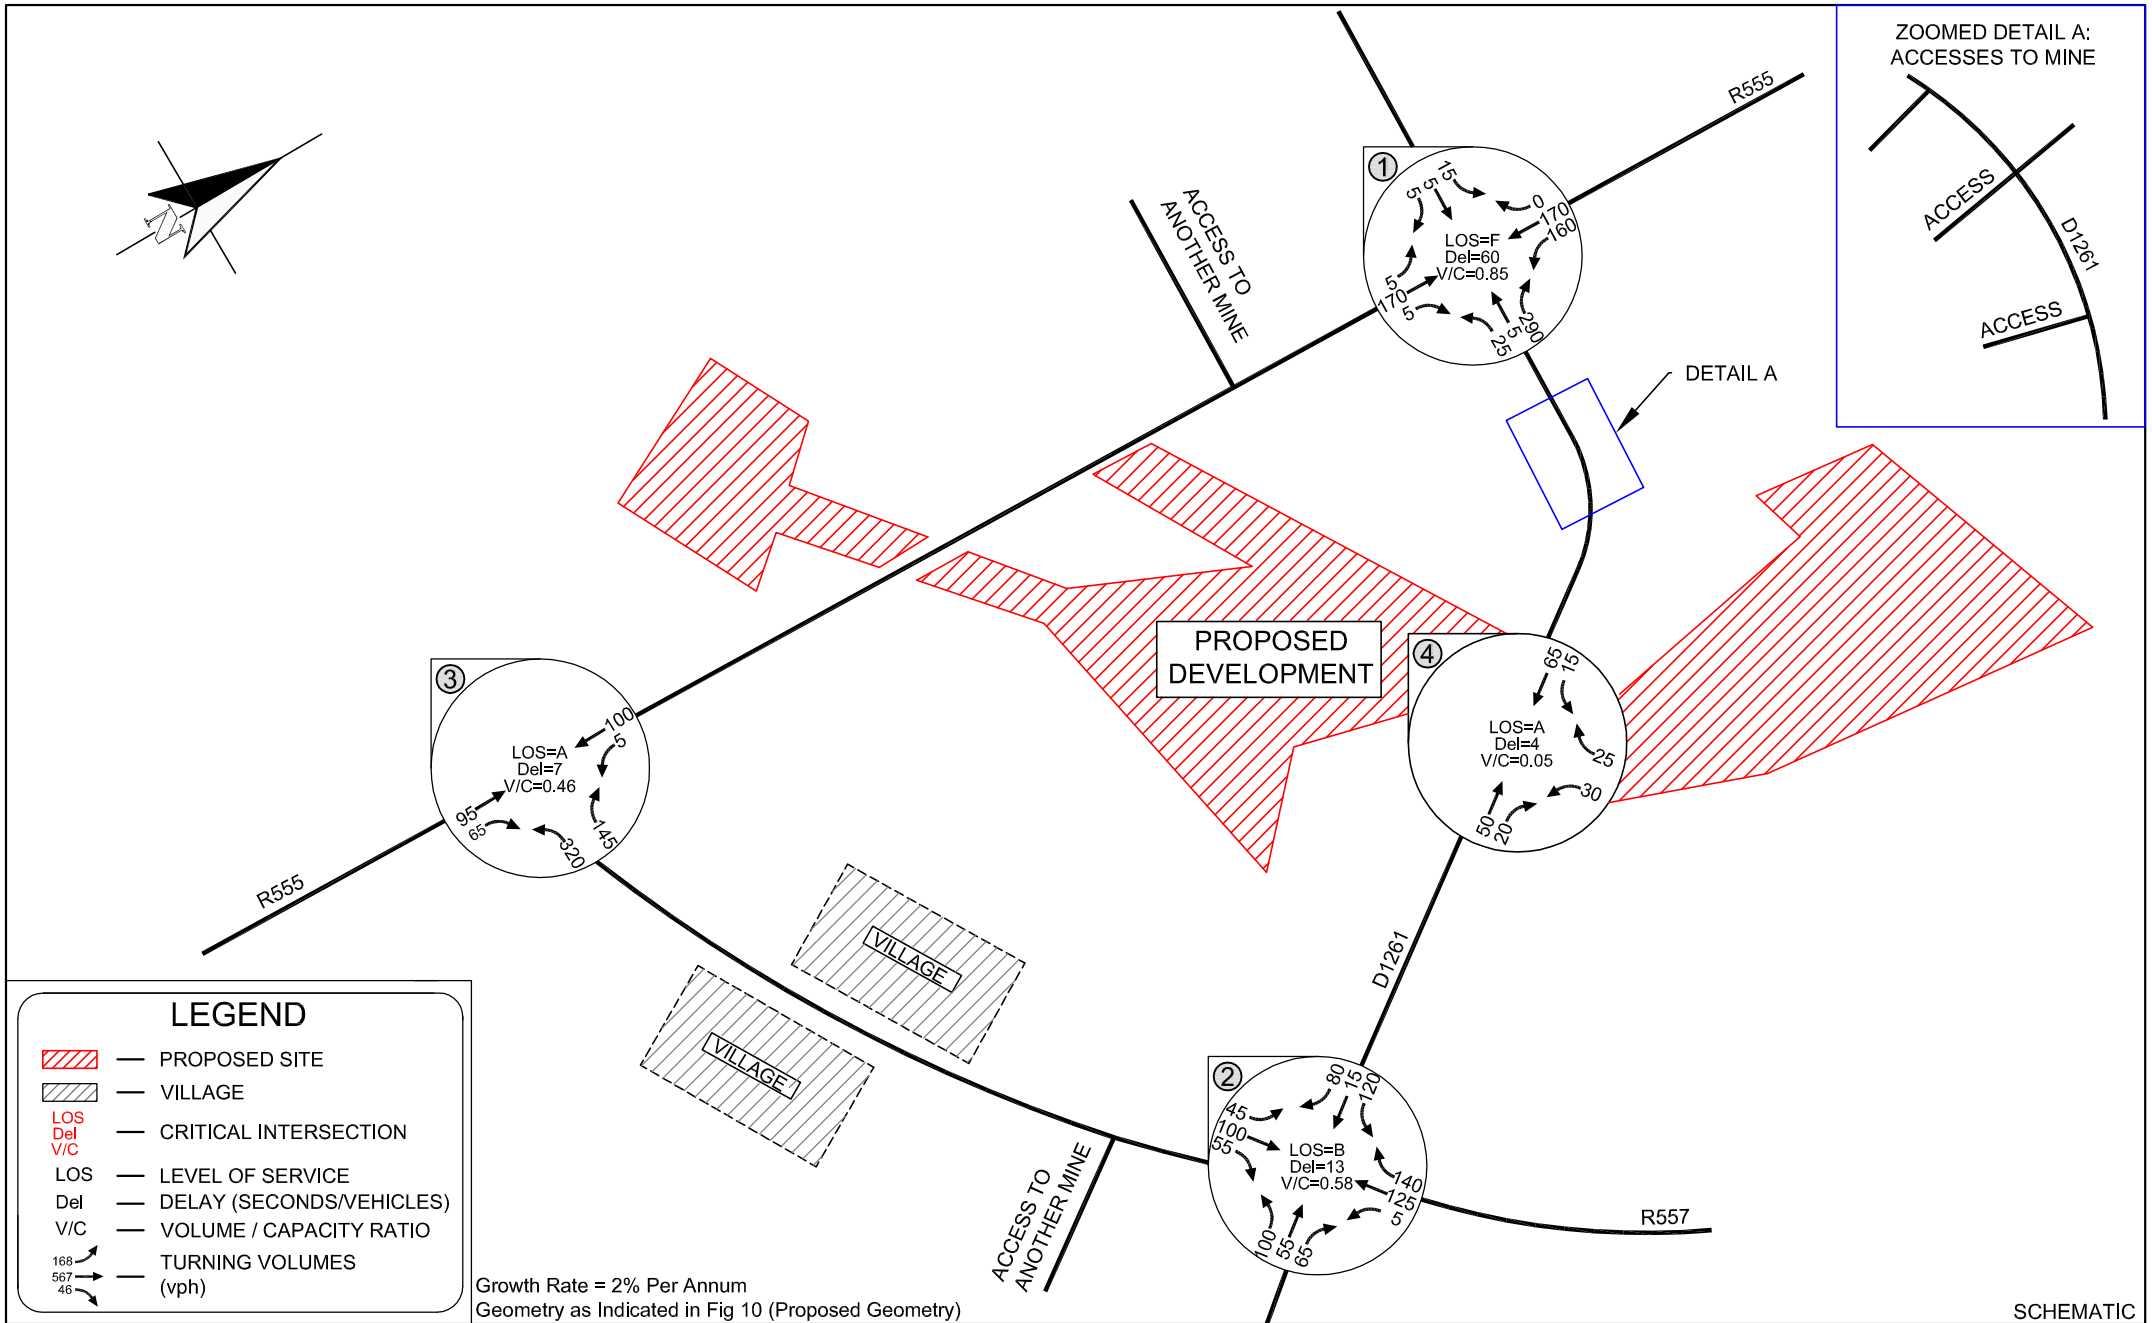 ZOOMED DETAIL A:
ACCESSES TO MINE
ACCESS
ACCESS
D1261
R555
N
ACCESS TO
ANOTHER MINE
1
15
5
5
0
170
160
LOS=F
Del=60
V/C=0.85
5
170
5
290
5
25
DETAIL A
PROPOSED
DEVELOPMENT
4
65
15
LOS=A
Del=4
V/C=0.05
25
30
50
20
3
100
5
LOS=A
Del=7
V/C=0.46
95
65
145
320
R555
VILLAGE
VILLAGE
D1261
2
80
15
120
45
100
55
LOS=B
Del=13
V/C=0.58
140
125
5
100
55
65
R557
ACCESS TO
ANOTHER MINE
LEGEND
PROPOSED SITE
VILLAGE
LOS
Del
V/C
CRITICAL INTERSECTION
LOS
LEVEL OF SERVICE
Del
DELAY (SECONDS/VEHICLES)
V/C
VOLUME / CAPACITY RATIO
168
567
46
TURNING VOLUMES
(vph)
Growth Rate = 2% Per Annum
Geometry as Indicated in Fig 10 (Proposed Geometry)
SCHEMATIC